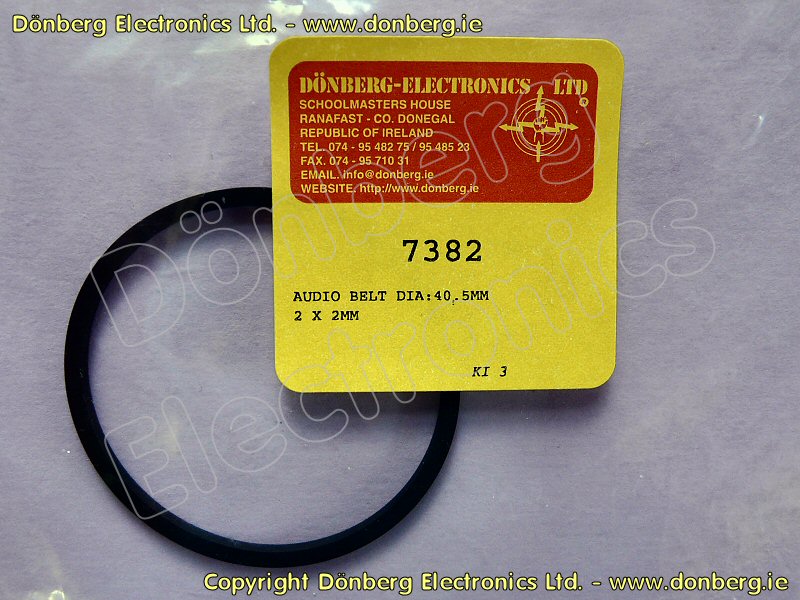 Dönberg Electronics Ltd. - www.donberg.ie
DÖNBERG-ELECTRONICS LTD
®
SCHOOLMASTERS HOUSE
RANAFAST - CO. DONEGAL
REPUBLIC OF IRELAND
TEL. 074 - 95 482 75 / 95 485 23
FAX. 074 - 95 710 31
EMAIL. info@donberg.ie
WEBSITE. http://www.donberg.ie
Dönberg
Electronics
7382
AUDIO BELT DIA:40.5MM
2 X 2MM
KI 3
Copyright Dönberg Electronics Ltd. - www.donberg.ie